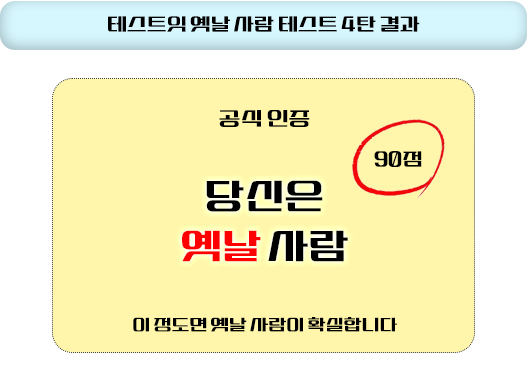 테스트익 옛날 사람 테스트 4탄 결과
공식 인증
90점
당신은
옛날 사람
이 정도면 옛날 사람이 확실합니다